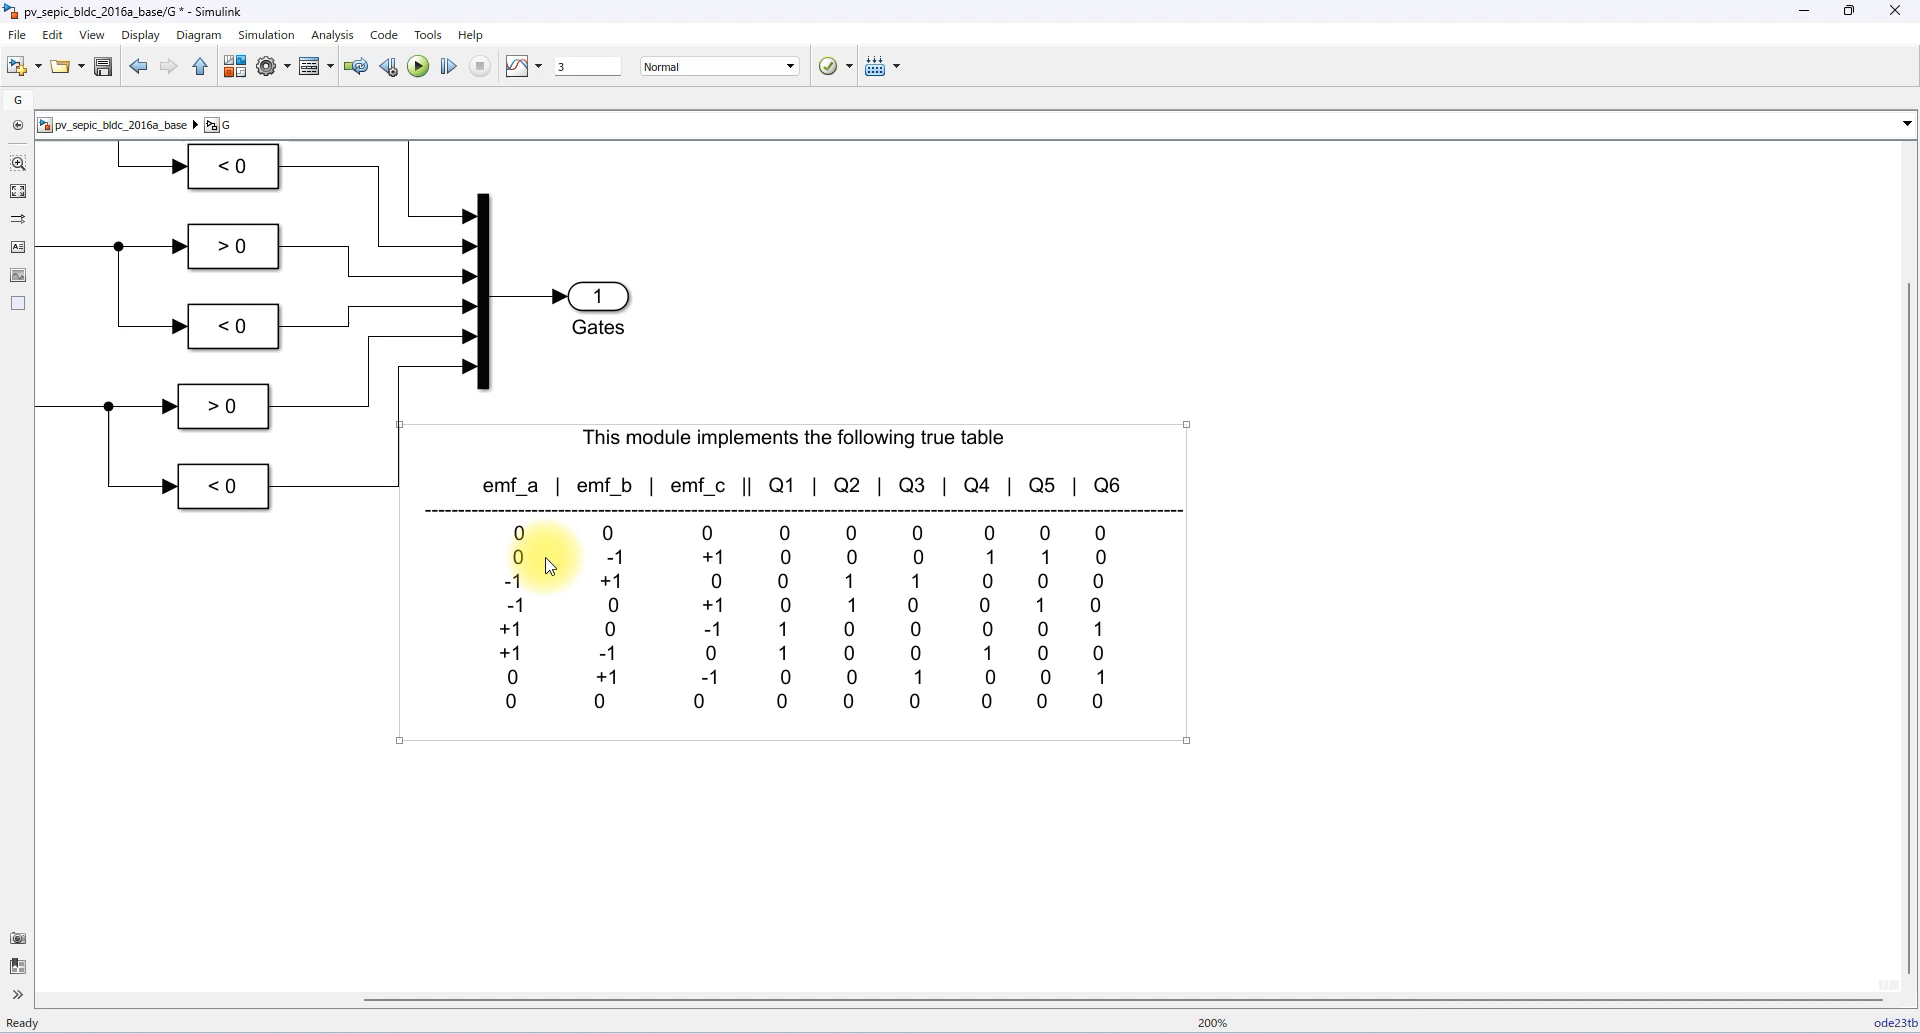 pv_sepic_bldc_2016a_base/G * - Simulink
File Edit View Display Diagram Simulation Analysis Code Tools Help
3 Normal
G
pv_sepic_bldc_2016a_base G
< 0
> 0
< 0
> 0
< 0
1
Gates
This module implements the following true table
emf_a | emf_b | emf_c || Q1 | Q2 | Q3 | Q4 | Q5 | Q6
--------------------------------------------------------------------------------------------------------------------
0 0 0 0 0 0 0 0 0
0 -1 +1 0 0 0 1 1 0
-1 +1 0 0 1 1 0 0 0
-1 0 +1 0 1 0 0 1 0
+1 0 -1 1 0 0 0 0 1
+1 -1 0 1 0 0 1 0 0
0 +1 -1 0 0 1 0 0 1
0 0 0 0 0 0 0 0 0
Ready 200% ode23tb